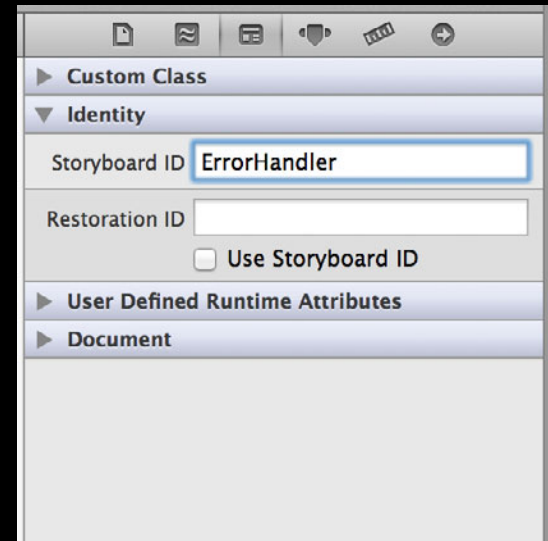 Custom Class
Identity
Storyboard ID ErrorHandler
Restoration ID
Use Storyboard ID
User Defined Runtime Attributes
Document